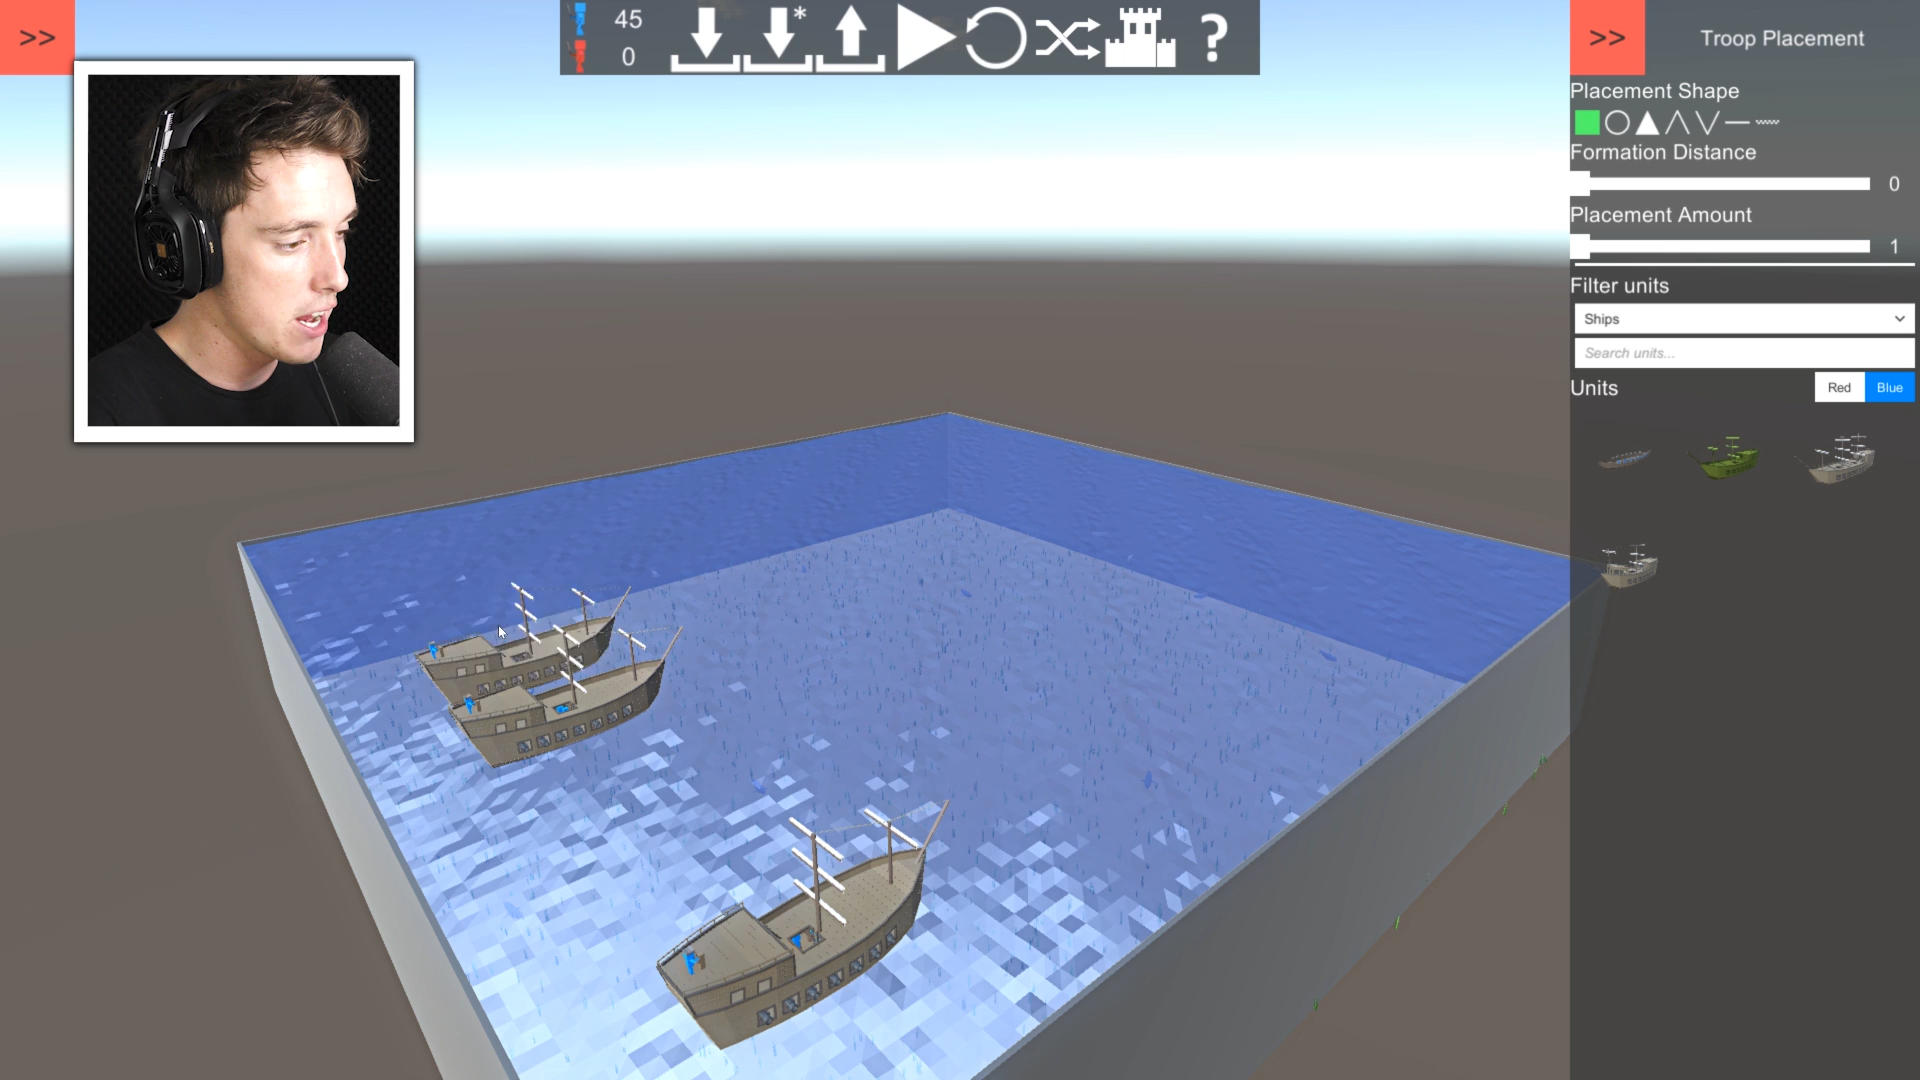 >>
45
0
*
?
>>
Troop Placement
Placement Shape
Formation Distance
0
Placement Amount
1
Filter units
Ships
Search units...
Units
Red
Blue